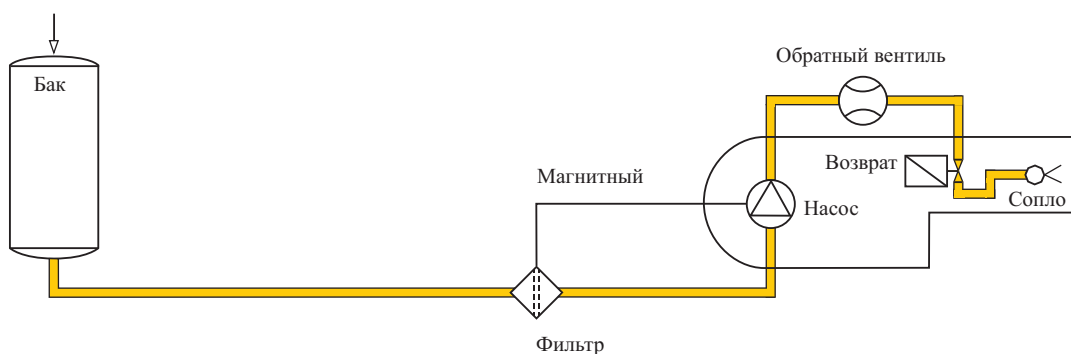 Обратный вентиль
Бак
Возврат
Магнитный
Сопло
Насос
Фильтр